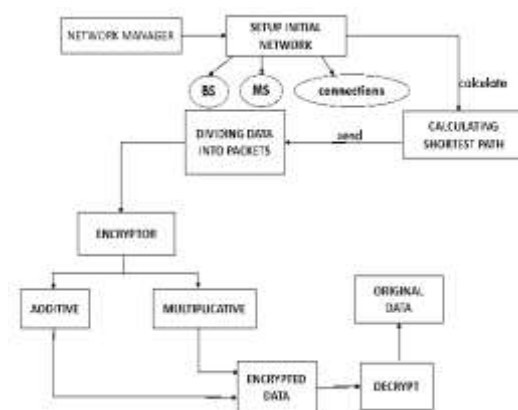 NETWORK MANAGER
SETUP INITIAL
NETWORK
BS
MS
connections
calculate
DIVIDING DATA
INTO PACKETS
send
CALCULATING
SHORTEST PATH
ENCRYPTOR
ADDITIVE
MULTIPLICATIVE
ORIGINAL
DATA
ENCRYPTED
DATA
DECRYPT